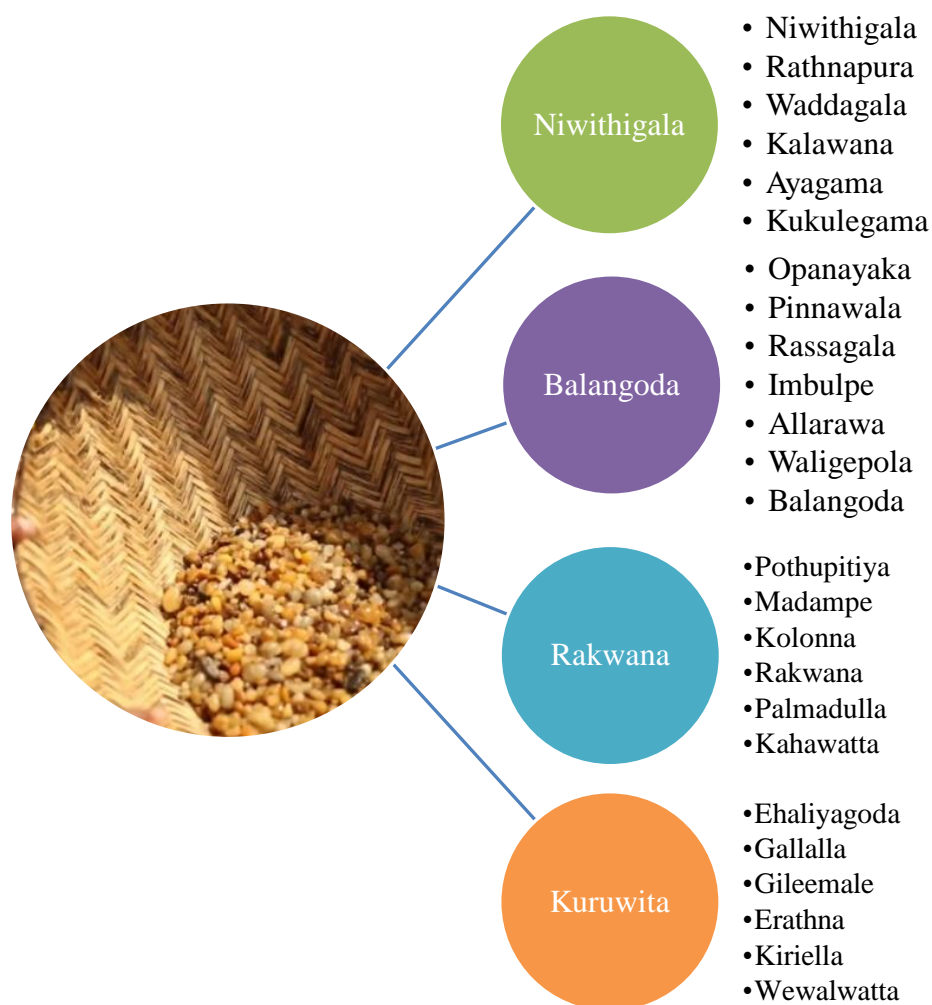 Niwithigala
• Niwithigala
• Rathnapura
• Waddagala
• Kalawana
• Ayagama
• Kukulegama
Balangoda
• Opanayaka
• Pinnawala
• Rassagala
• Imbulpe
• Allarawa
• Waligepola
• Balangoda
Rakwana
•Pothupitiya
•Madampe
•Kolonna
•Rakwana
•Palmadulla
•Kahawatta
Kuruwita
•Ehaliyagoda
•Gallalla
•Gileemale
•Erathna
•Kiriella
•Wewalwatta